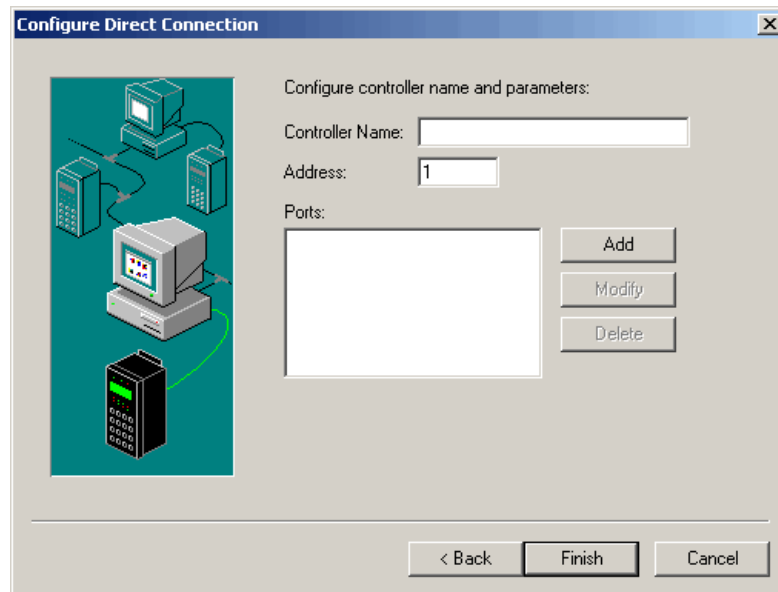 Configure Direct Connection
Configure controller name and parameters:
Controller Name:
Address: 1
Ports:
Add
Modify
Delete
< Back Finish Cancel